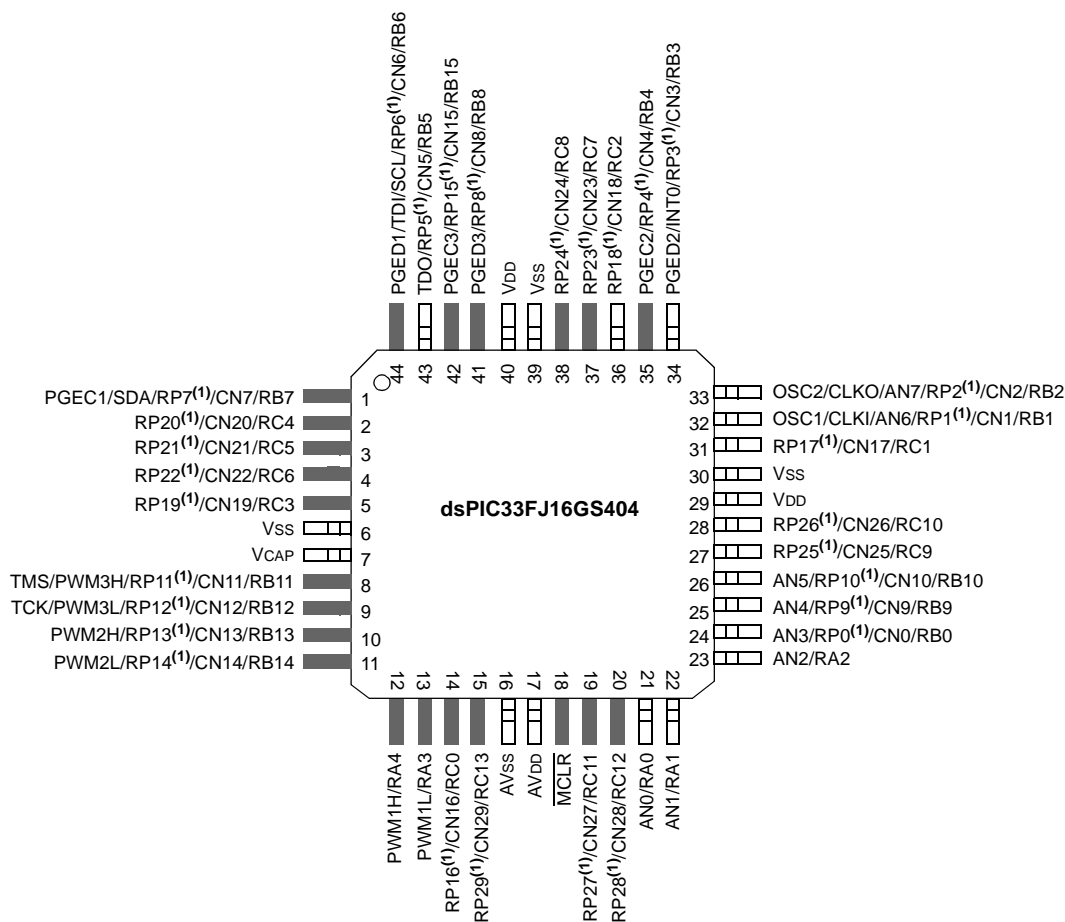 PGED1/TDI/SCL/RP6(1)/CN6/RB6
TDO/RP5(1)/CN5/RB5
PGEC3/RP15(1)/CN15/RB15
PGED3/RP8(1)/CN8/RB8
VDD
VSS
RP24(1)/CN24/RC8
RP23(1)/CN23/RC7
RP18(1)/CN18/RC2
PGEC2/RP4(1)/CN4/RB4
PGED2/INT0/RP3(1)/CN3/RB3
44 43 42 41 40 39 38 37 36 35 34
PGEC1/SDA/RP7(1)/CN7/RB7 1
RP20(1)/CN20/RC4 2
RP21(1)/CN21/RC5 3
RP22(1)/CN22/RC6 4
RP19(1)/CN19/RC3 5
VSS 6
VCAP 7
TMS/PWM3H/RP11(1)/CN11/RB11 8
TCK/PWM3L/RP12(1)/CN12/RB12 9
PWM2H/RP13(1)/CN13/RB13 10
PWM2L/RP14(1)/CN14/RB14 11
dsPIC33FJ16GS404
33 OSC2/CLKO/AN7/RP2(1)/CN2/RB2
32 OSC1/CLKI/AN6/RP1(1)/CN1/RB1
31 RP17(1)/CN17/RC1
30 VSS
29 VDD
28 RP26(1)/CN26/RC10
27 RP25(1)/CN25/RC9
26 AN5/RP10(1)/CN10/RB10
25 AN4/RP9(1)/CN9/RB9
24 AN3/RP0(1)/CN0/RB0
23 AN2/RA2
12 13 14 15 16 17 18 19 20 21 22
PWM1H/RA4
PWM1L/RA3
RP16(1)/CN16/RC0
RP29(1)/CN29/RC13
AVSS
AVDD
MCLR
RP27(1)/CN27/RC11
RP28(1)/CN28/RC12
AN0/RA0
AN1/RA1